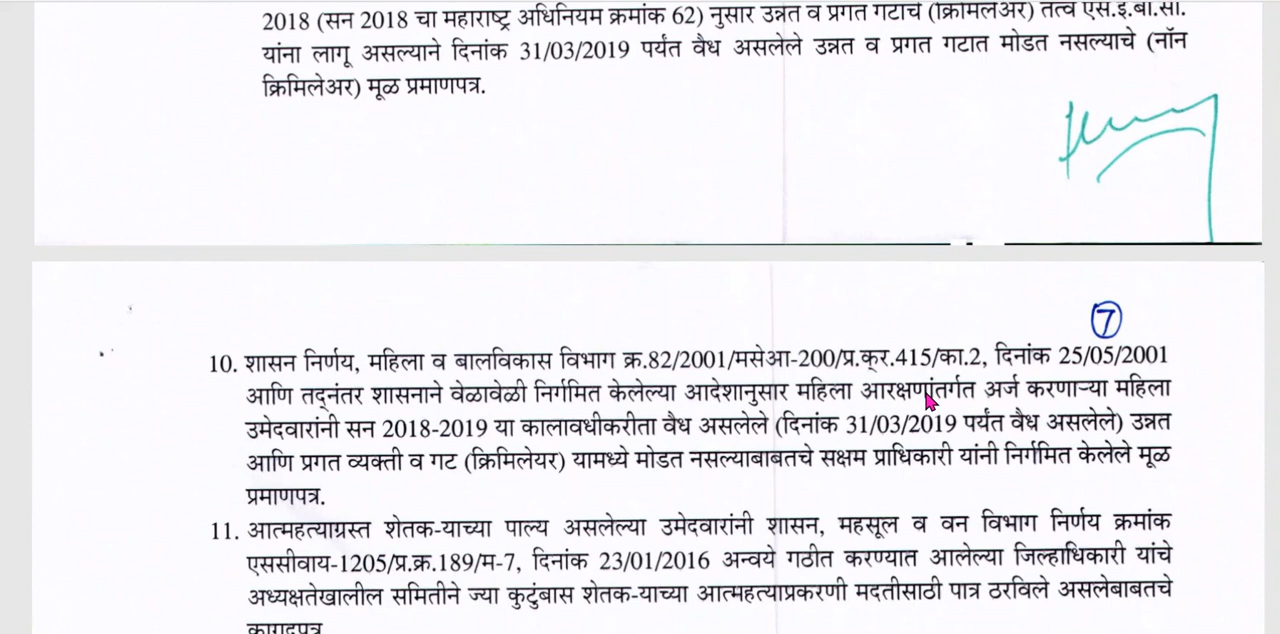 2018 (सन 2018 चा महाराष्ट्र अधिनियम क्रमांक 62) नुसार उन्नत व प्रगत गटाचे (क्रिमिलेअर) तत्व एस.इ.बी.सी.
यांना लागू असल्याने दिनांक 31/03/2019 पर्यंत वैध असलेले उन्नत व प्रगत गटात मोडत नसल्याचे (नॉन
क्रिमिलेअर) मूळ प्रमाणपत्र.
7
10. शासन निर्णय, महिला व बालविकास विभाग क्र.82/2001/मसेआ-200/प्र.क्र.415/का.2, दिनांक 25/05/2001
आणि तद्नंतर शासनाने वेळावेळी निर्गमित केलेल्या आदेशानुसार महिला आरक्षणांतर्गत अर्ज करणाऱ्या महिला
उमेदवारांनी सन 2018-2019 या कालावधीकरीता वैध असलेले (दिनांक 31/03/2019 पर्यंत वैध असलेले) उन्नत
आणि प्रगत व्यक्ती व गट (क्रिमिलेयर) यामध्ये मोडत नसल्याबाबतचे सक्षम प्राधिकारी यांनी निर्गमित केलेले मूळ
प्रमाणपत्र.
11. आत्महत्याग्रस्त शेतक-याच्या पाल्य असलेल्या उमेदवारांनी शासन, महसूल व वन विभाग निर्णय क्रमांक
एससीवाय-1205/प्र.क्र.189/म-7, दिनांक 23/01/2016 अन्वये गठीत करण्यात आलेल्या जिल्हाधिकारी यांचे
अध्यक्षतेखालील समितीने ज्या कुटुंबास शेतक-याच्या आत्महत्याप्रकरणी मदतीसाठी पात्र ठरविले असलेबाबतचे
कागदपत्र